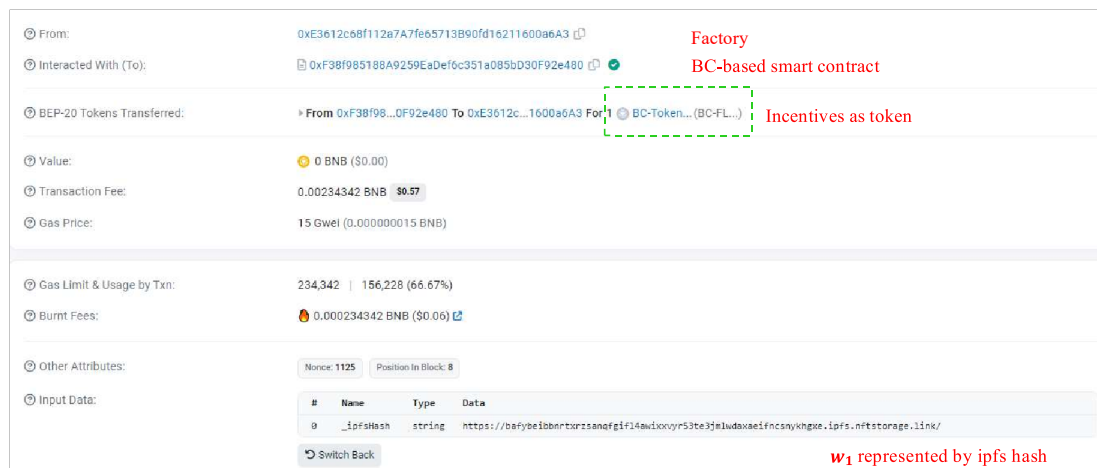 From: 0xE3612c68f112a7A7fe65713B90fd16211600a6A3 Factory
Interacted With (To): 0xF38f985188A9259EaDef6c351a085bD30F92e480 BC-based smart contract
BEP-20 Tokens Transferred: From 0xF38f98...0F92e480 To 0xE3612c...1600a6A3 For 1 BC-Token... (BC-FL...) Incentives as token
Value: 0 BNB ($0.00)
Transaction Fee: 0.00234342 BNB $0.57
Gas Price: 15 Gwei (0.000000015 BNB)
Gas Limit & Usage by Txn: 234,342 | 156,228 (66.67%)
Burnt Fees: 0.000234342 BNB ($0.06)
Other Attributes: Nonce: 1125 Position In Block: 8
Input Data: # Name Type Data
0 _ipfsHash string https://bafybeibbnrtxrzsanqfgifl4awixxvyr53te3jmlwdaxaeifncsnykhgxe.ipfs.nftstorage.link/
Switch Back w₁ represented by ipfs hash